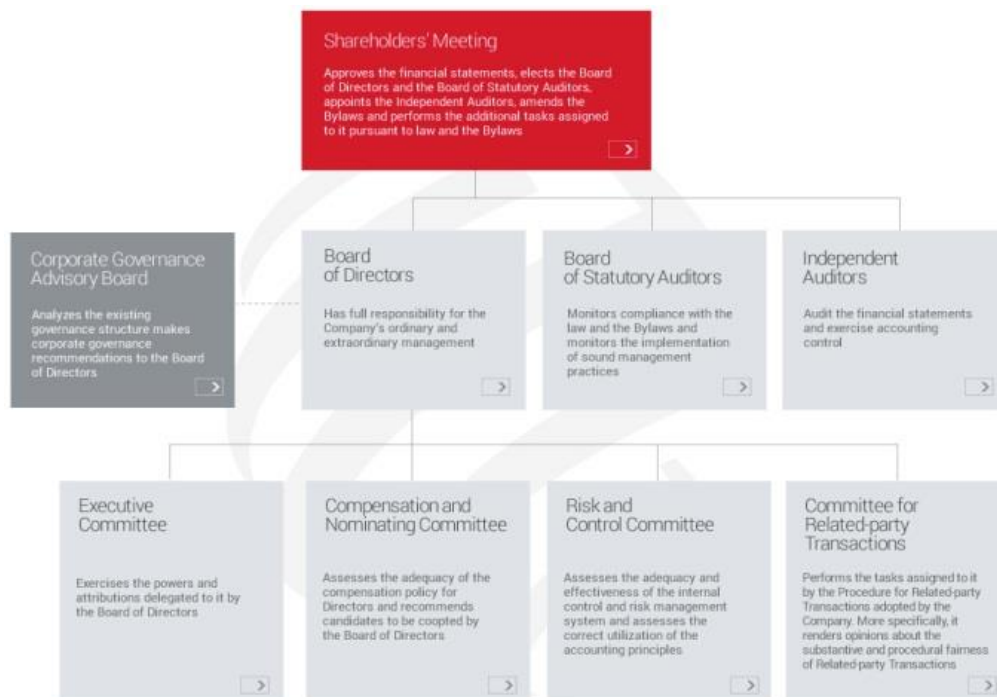 Shareholders' Meeting
Approves the financial statements, elects the Board
of Directors and the Board of Statutory Auditors,
appoints the Independent Auditors, amends the
Bylaws and performs the additional tasks assigned
to it pursuant to law and the Bylaws
Corporate Governance
Advisory Board
Analyzes the existing
governance structure makes
corporate governance
recommendations to the Board
of Directors
Board
of Directors
Has full responsibility for the
Company's ordinary and
extraordinary management
Board
of Statutory Auditors
Monitors compliance with the
law and the Bylaws and
monitors the implementation
of sound management
practices
Independent
Auditors
Audit the financial statements
and exercise accounting
control
Executive
Committee
Exercises the powers and
attributions delegated to it by
the Board of Directors
Compensation and
Nominating Committee
Assesses the adequacy of the
compensation policy for
Directors and recommends
candidates to be coopted by
the Board of Directors
Risk and
Control Committee
Assesses the adequacy and
effectiveness of the internal
control and risk management
system and assesses the
correct utilization of the
accounting principles
Committee for
Related-party
Transactions
Performs the tasks assigned to it
by the Procedure for Related-party
Transactions adopted by the
Company. More specifically, it
renders opinions about the
substantive and procedural fairness
of Related-party Transactions